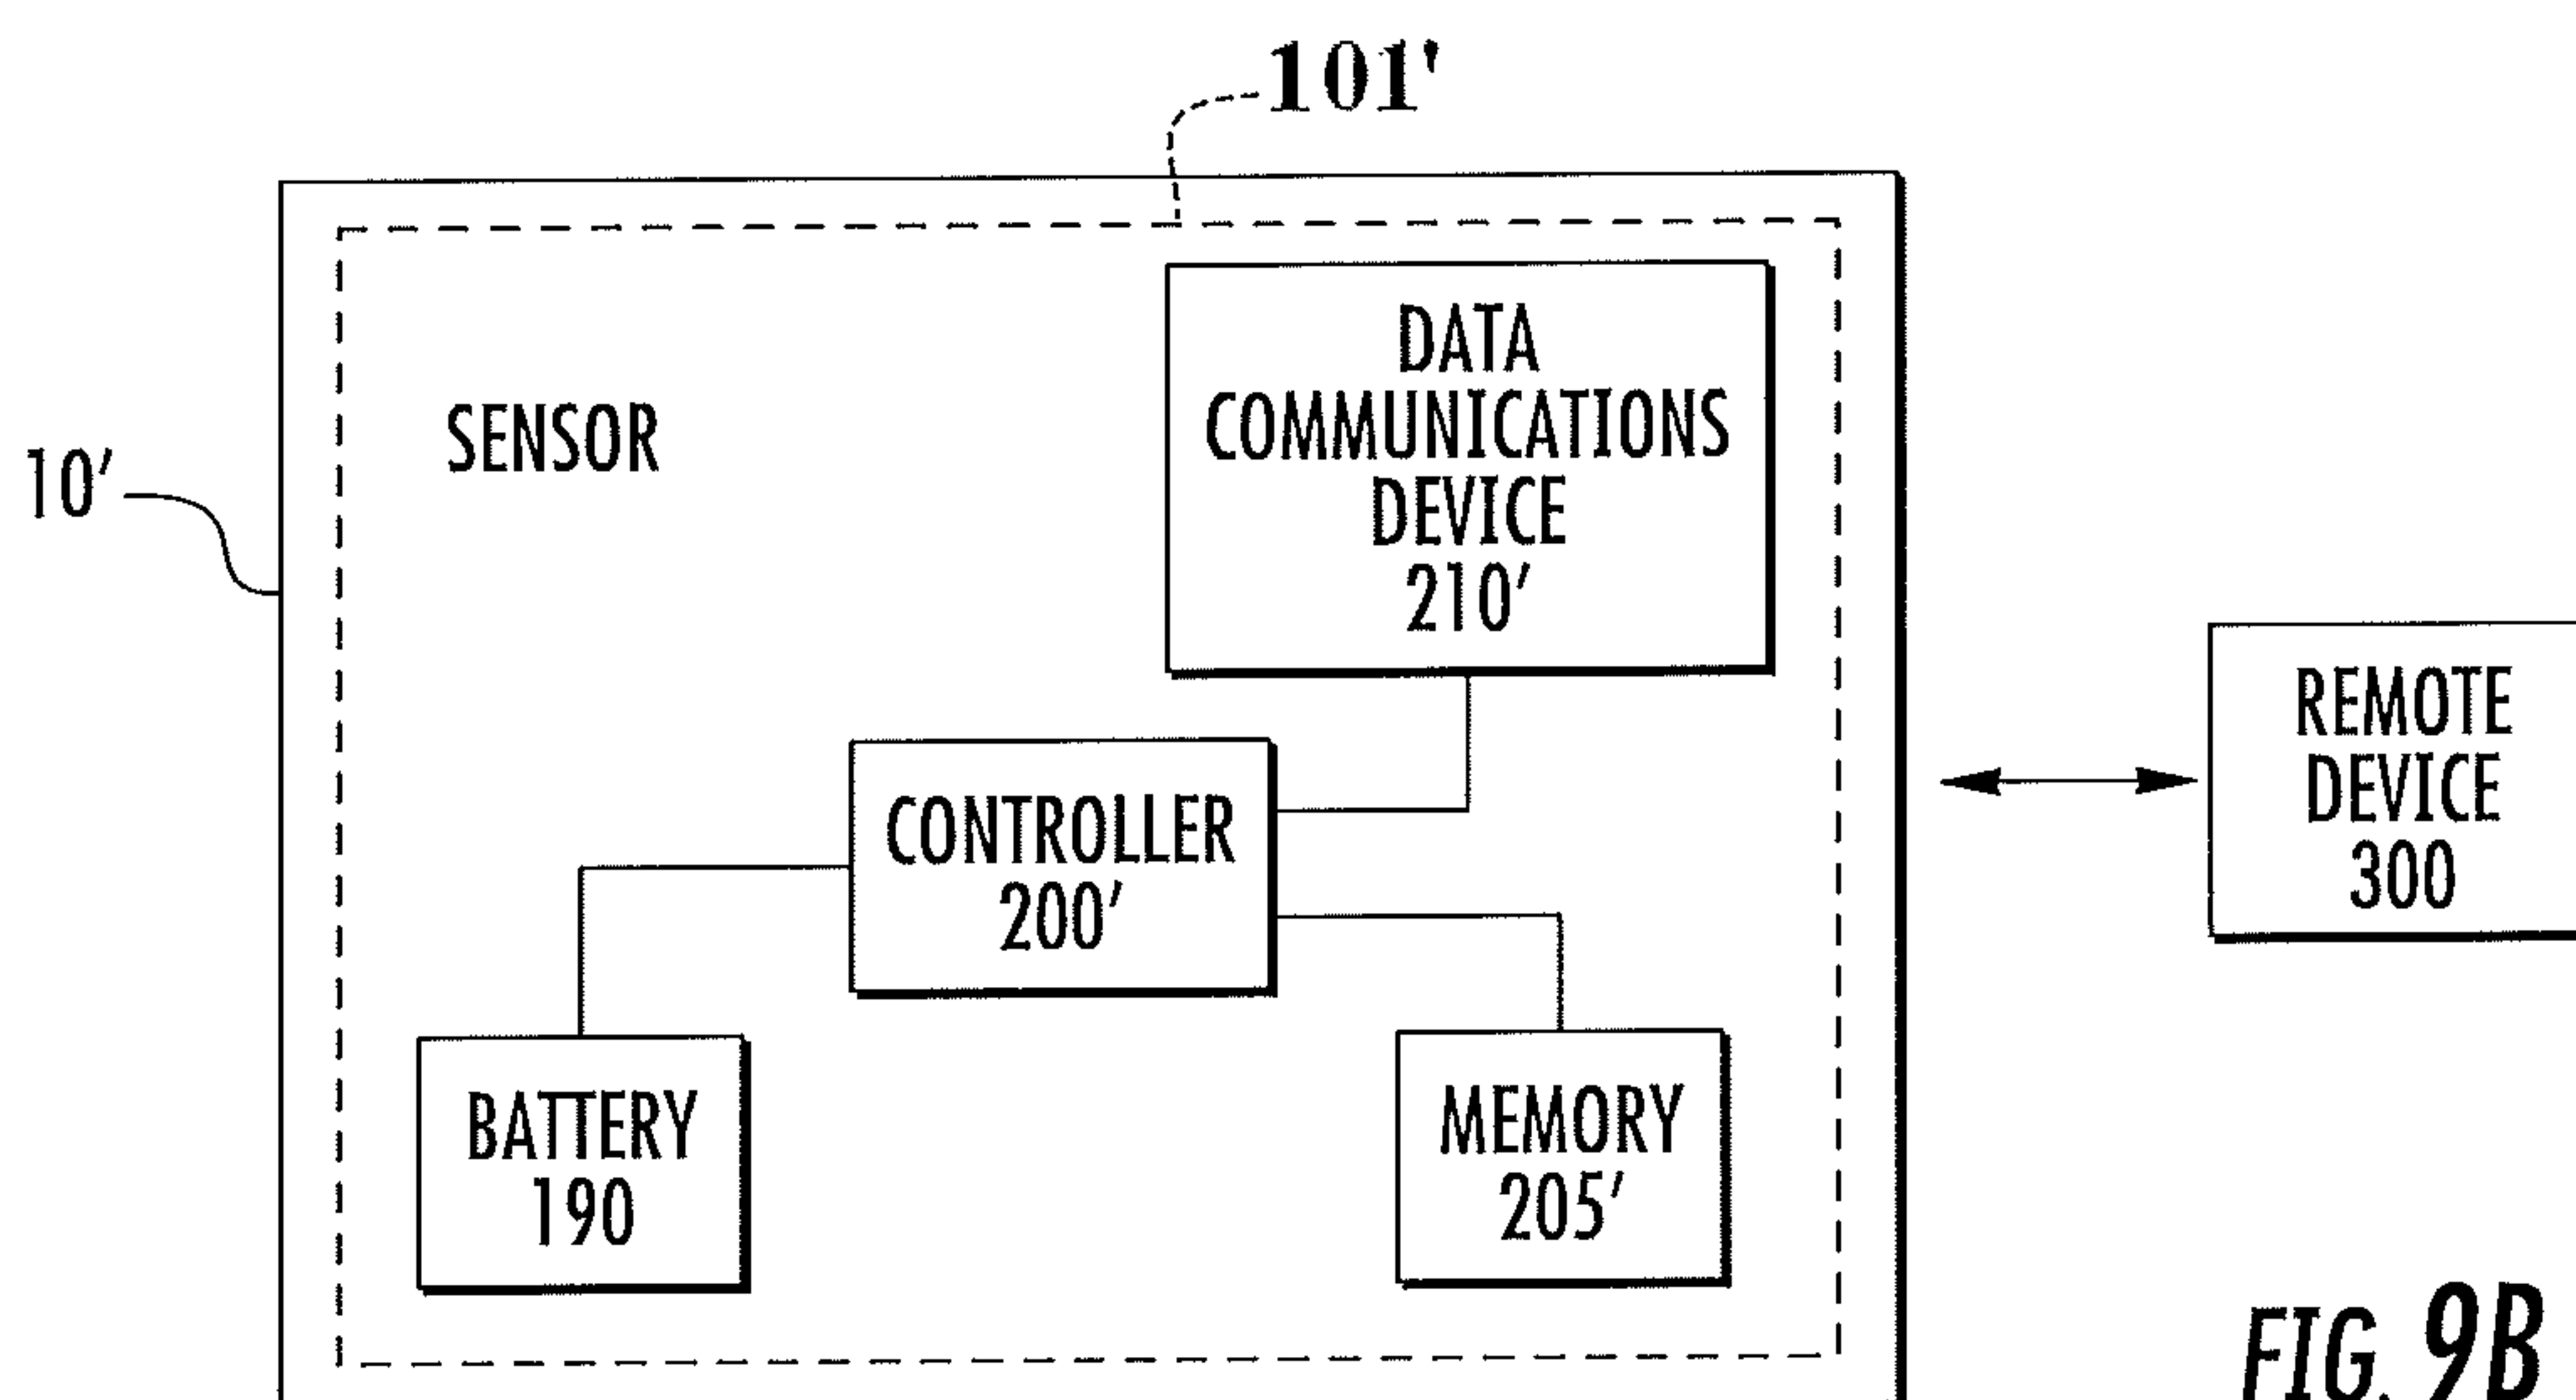 101'
SENSOR
DATA
COMMUNICATIONS
DEVICE
210'
10'
CONTROLLER
200'
REMOTE
DEVICE
300
BATTERY
190
MEMORY
205'
FIG. 9B